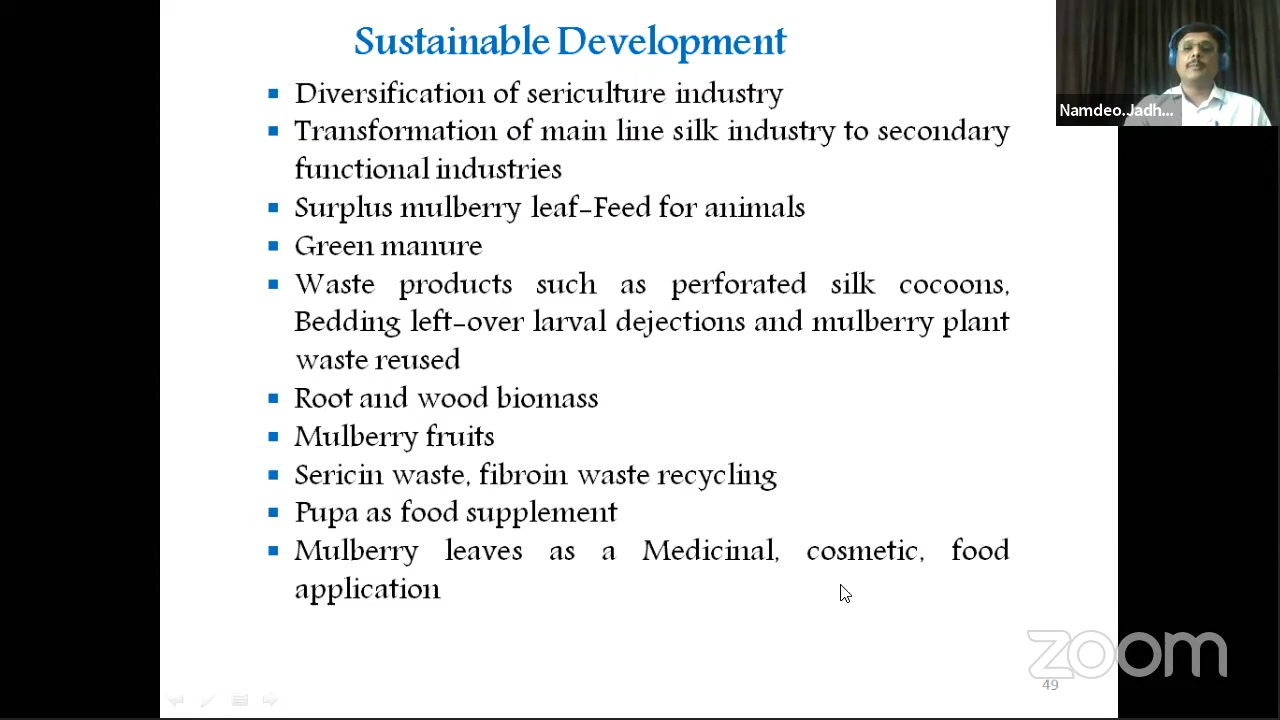 Sustainable Development
Diversification of sericulture industry
Transformation of main line silk industry to secondary
functional industries
Surplus mulberry leaf-Feed for animals
Green manure
Waste products such as perforated silk cocoons,
Bedding left-over larval dejections and mulberry plant
waste reused
Root and wood biomass
Mulberry fruits
Sericin waste, fibroin waste recycling
Pupa as food supplement
Mulberry leaves as a Medicinal, cosmetic, food
application
Namdeo.Jadh...
zoom
49